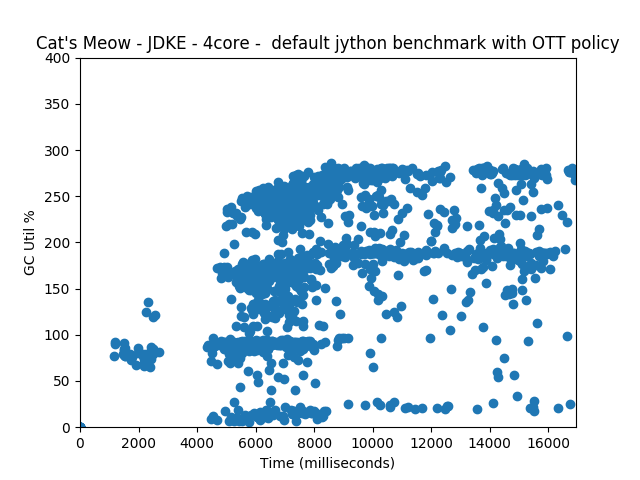 Cat's Meow - JDKE - 4core -  default jython benchmark with OTT policy
400
350
300
250
200
150
100
50
0
GC Util %
0 2000 4000 6000 8000 10000 12000 14000 16000
Time (milliseconds)